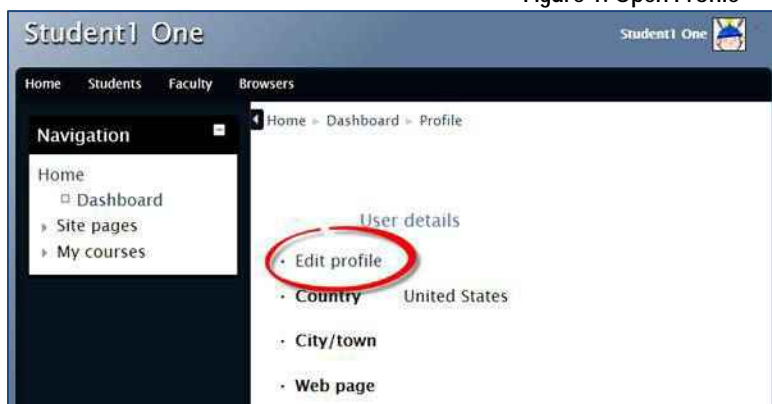 Figure 1: Open Profile
Student1 One
Student1 One
Home Students Faculty Browsers
Navigation
Home ▸ Dashboard ▸ Profile
Home
Dashboard
Site pages
My courses
User details
Edit profile
Country United States
City/town
Web page